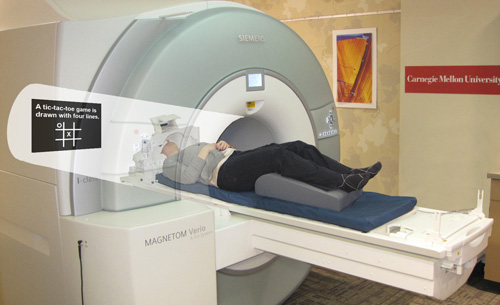 SIEMENS
Carnegie Mellon University
A tic-tac-toe game is
drawn with four lines.
O
X
MAGNETOM Verio